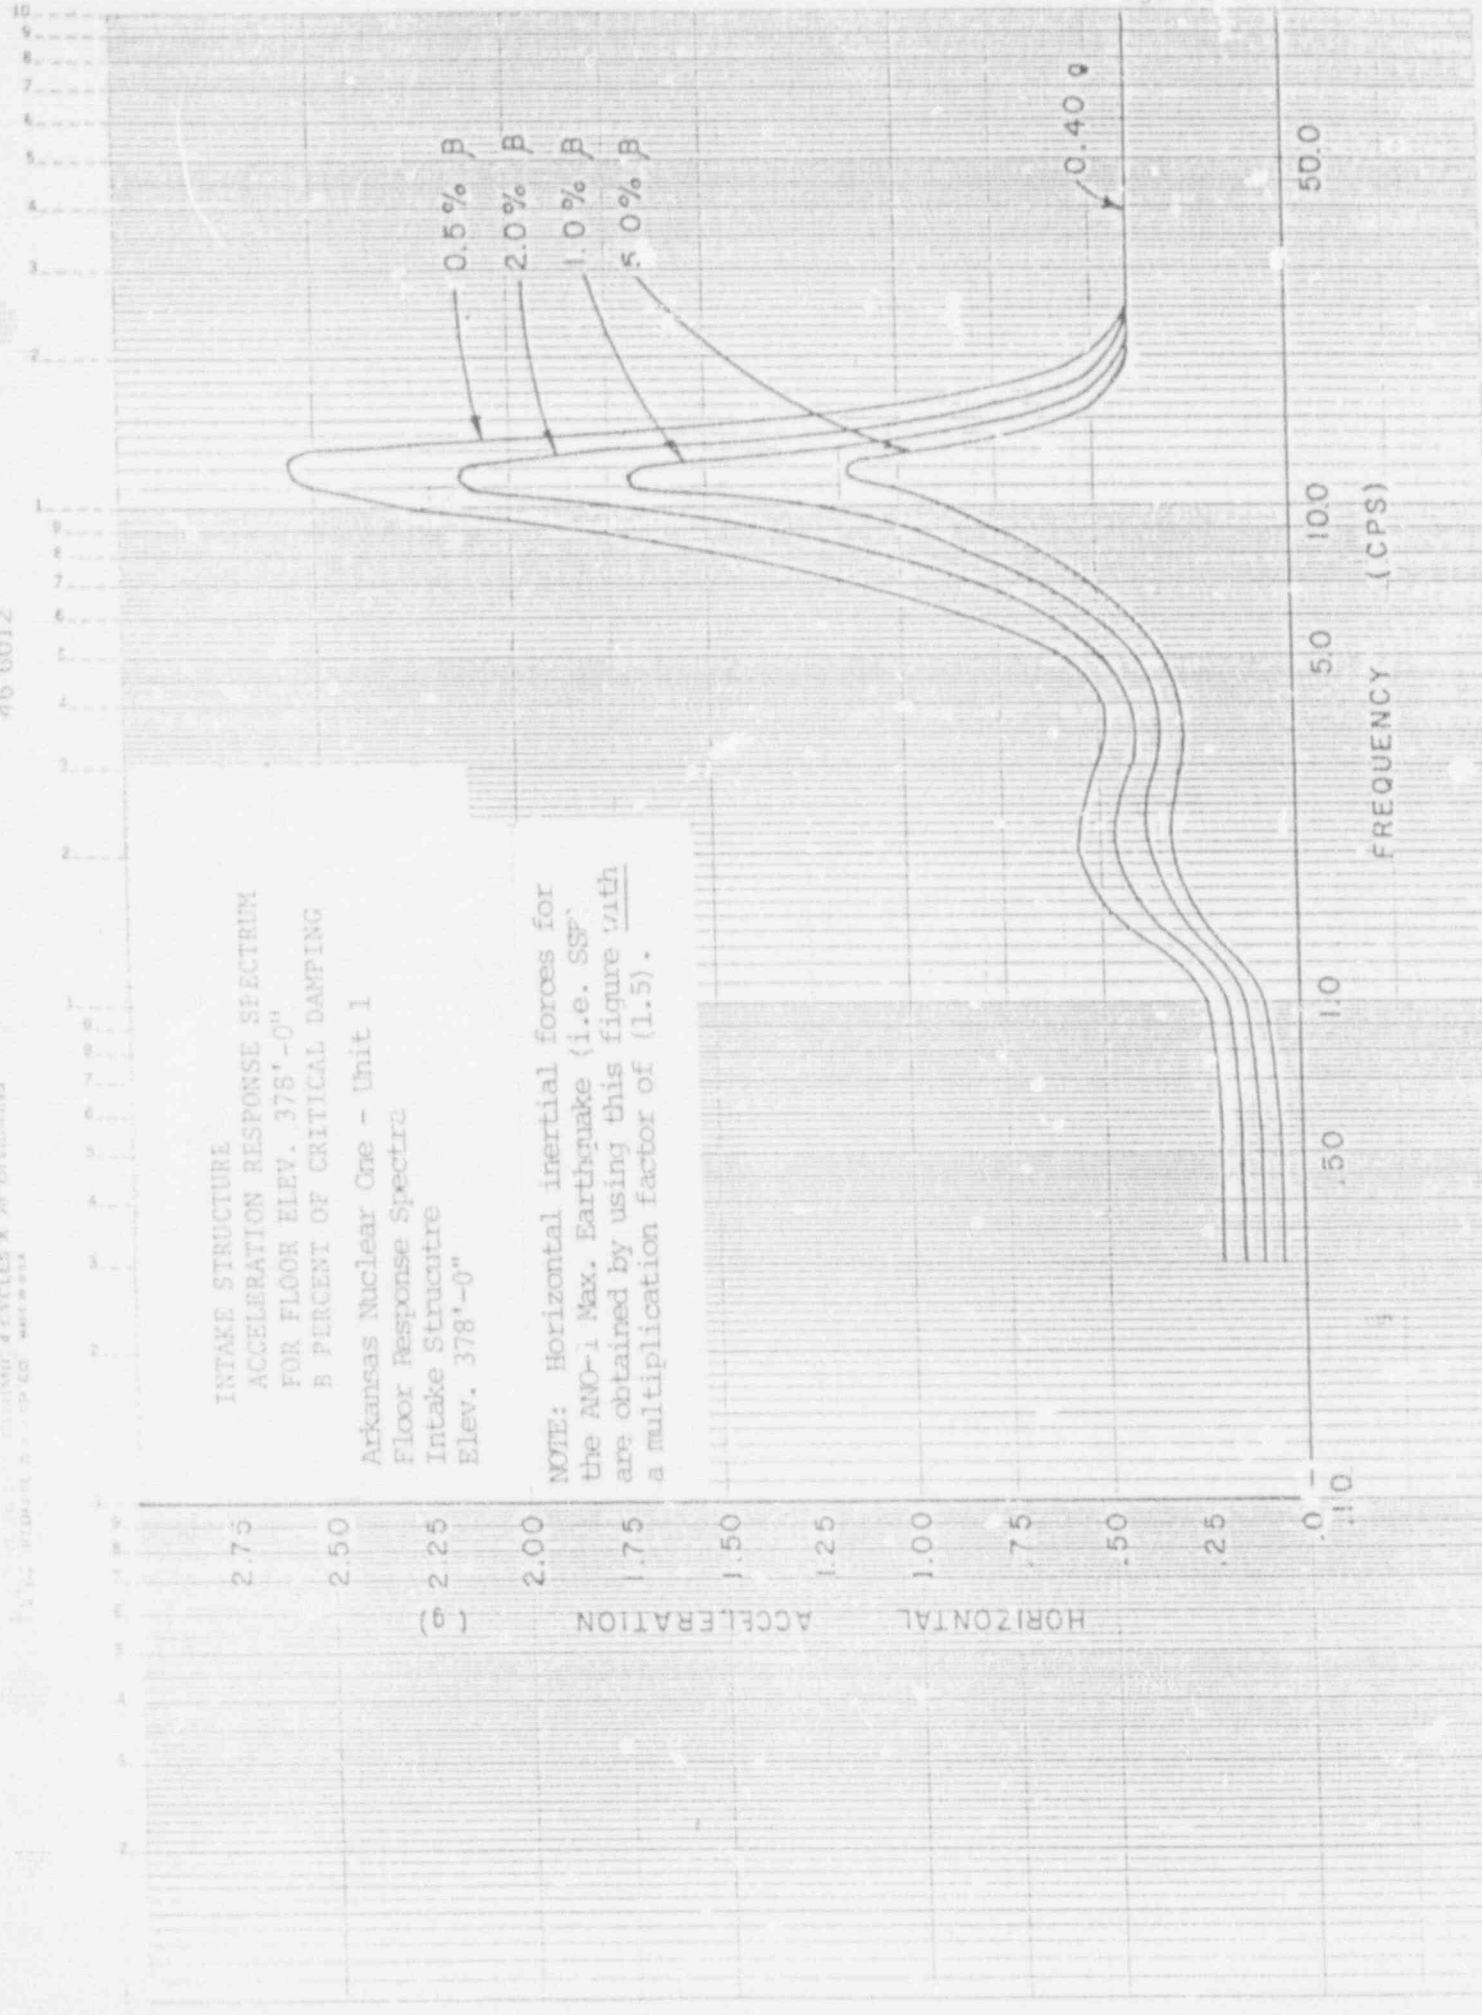 46 6012
INTAKE STRUCTURE
ACCELERATION RESPONSE SPECTRUM
FOR FLOOR ELEV. 378'-0"
B PERCENT OF CRITICAL DAMPING
Arkansas Nuclear One - Unit 1
Floor Response Spectra
Intake Strucutre
Elev. 378'-0"
NOTE: Horizontal inertial forces for
the ANO-1 Max. Earthquake (i.e. SSE)
are obtained by using this figure with
a multiplication factor of (1.5).
0.5% β
2.0% β
1.0% β
5.0% β
0.40 g
HORIZONTAL ACCELERATION (g)
2.75
2.50
2.25
2.00
1.75
1.50
1.25
1.00
.75
.50
.25
.0
.10
.50
1.0
5.0
10.0
50.0
FREQUENCY (CPS)